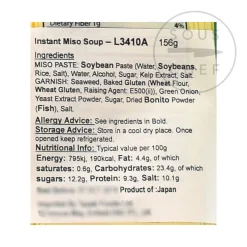 Dietary Fiber 1g
4%
Instant Miso Soup – L3410A 156g
Ingredients
MISO PASTE: Soybean Paste (Water, Soybeans,
Rice, Salt), Water, Alcohol, Sugar, Kelp Extract, Salt.
GARNISH: Seaweed, Baked Gluten (Wheat Flour,
Wheat Gluten, Raising Agent: E500(ii)), Green Onion,
Yeast Extract Powder, Sugar, Dried Bonito Powder
(Fish), Salt.
Allergy Advice: See ingredients in Bold.
Storage Advice: Store in a cool dry place. Once
opened keep refrigerated.
Nutritional Info: Typical value per 100g
Energy: 795kj, 190kcal, Fat: 4.4g, of which
saturates: 0.6g, Carbohydrates: 23.4g, of which
sugars: 12.2g, Protein: 9.3g, Salt: 10.1g
Product of :Japan